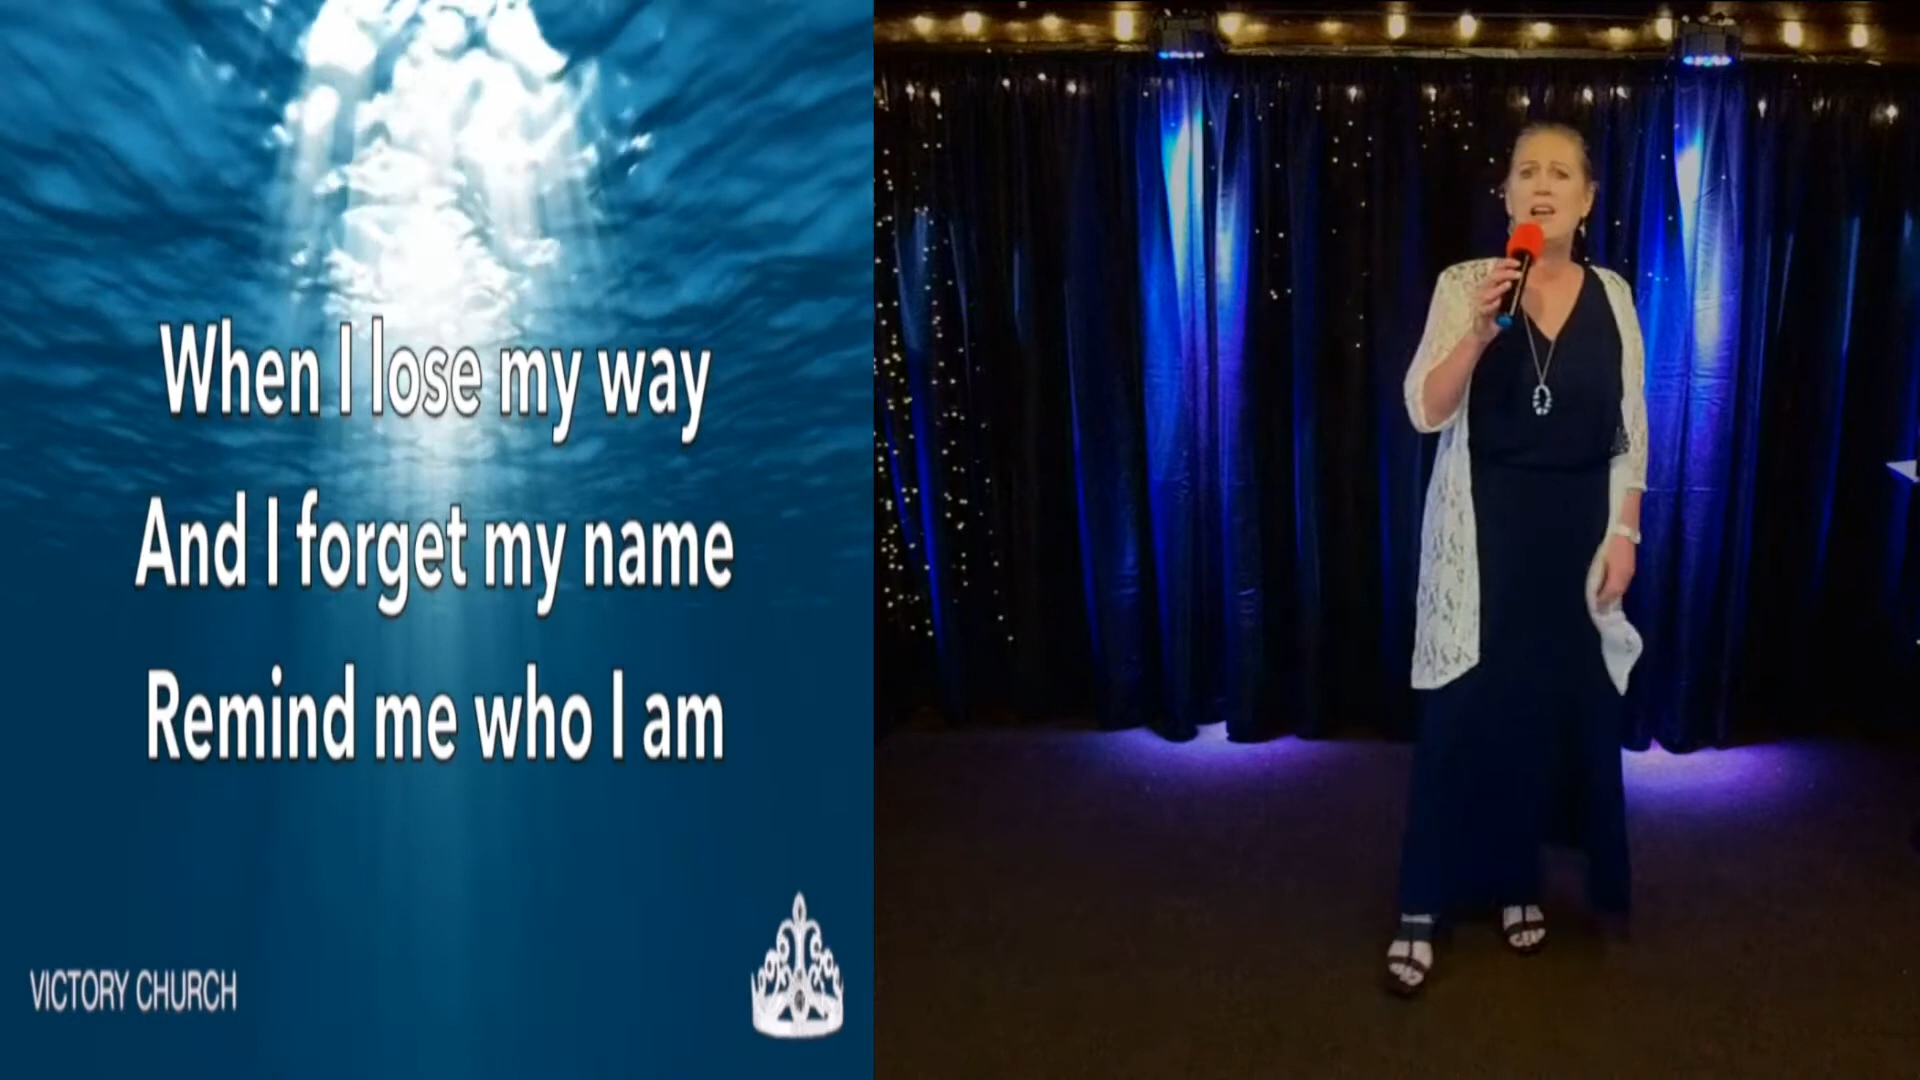 When I lose my way
And I forget my name
Remind me who I am
VICTORY CHURCH